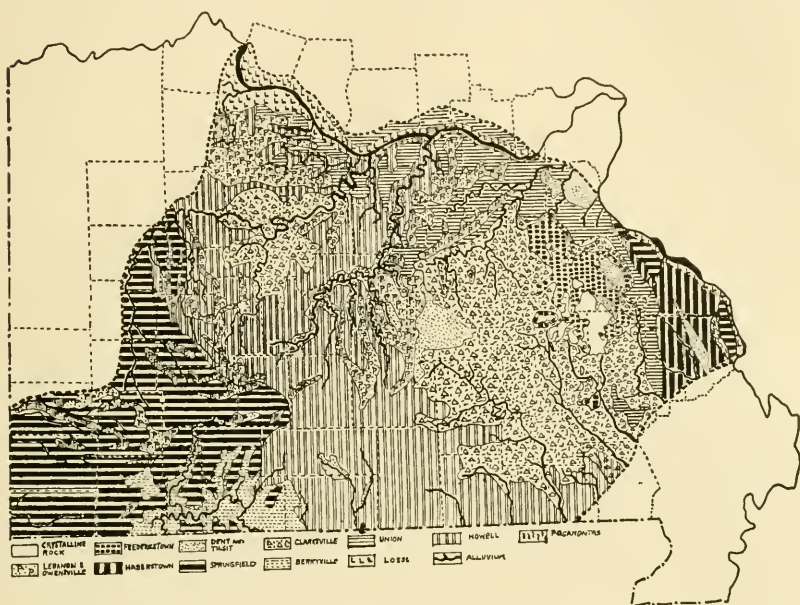 CRYSTALLINE
ROCK
FREDERICKTOWN
DENT AND
TILSIT
CLARKSVILLE
UNION
HOWELL
POCAHONTAS
LEBANON &
OWENSVILLE
HAGERSTOWN
SPRINGFIELD
BERRYVILLE
LOESS
ALLUVIUM